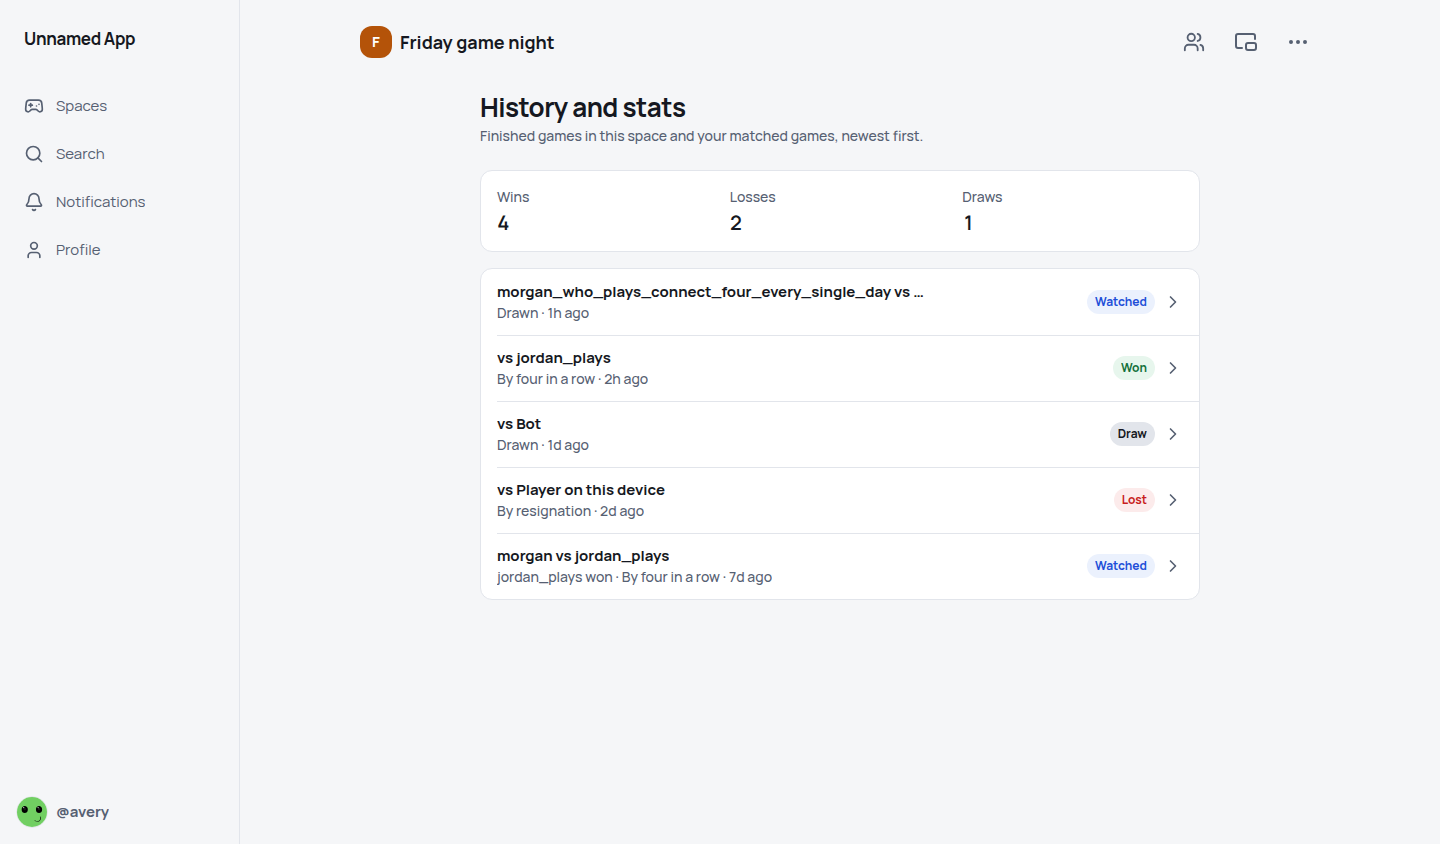 Unnamed App
Spaces
Search
Notifications
Profile
@avery
F
Friday game night
History and stats
Finished games in this space and your matched games, newest first.
Wins
Losses
Draws
4
2
1
morgan_who_plays_connect_four_every_single_day vs ...
Watched
Drawn · 1h ago
vs jordan_plays
Won
By four in a row · 2h ago
vs Bot
Draw
Drawn · 1d ago
vs Player on this device
Lost
By resignation · 2d ago
morgan vs jordan_plays
Watched
jordan_plays won · By four in a row · 7d ago